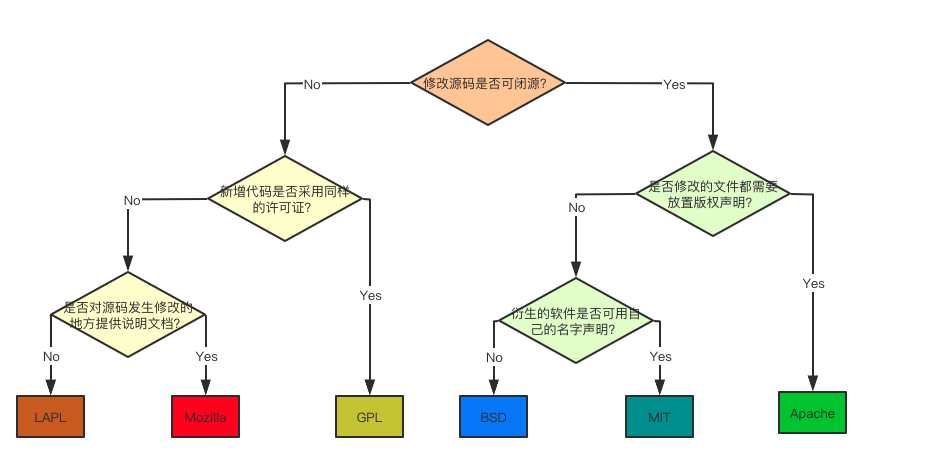 修改源码是否可闭源?
No
Yes
新增代码是否采用同样
的许可证?
是否修改的文件都需要
放置版权声明?
No
No
Yes
Yes
是否对源码发生修改的
地方提供说明文档?
衍生的软件是否可用自
己的名字声明?
No
Yes
No
Yes
LAPL
Mozilla
GPL
BSD
MIT
Apache